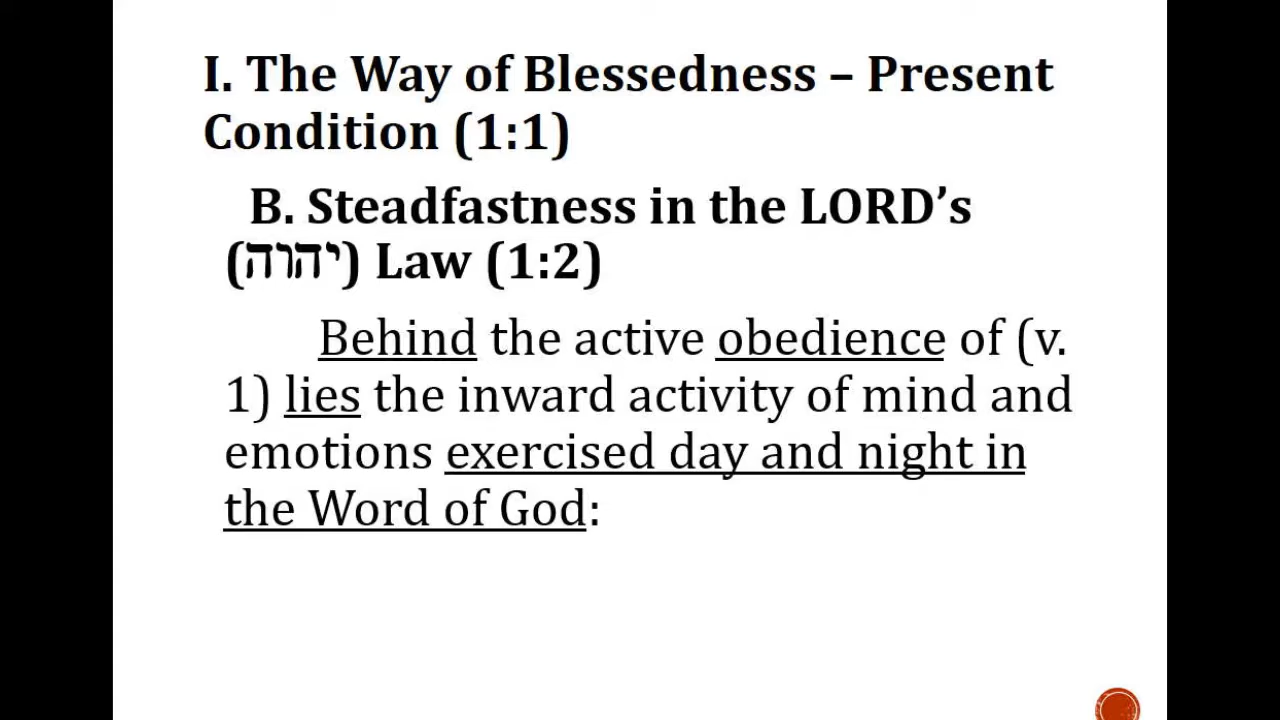 I. The Way of Blessedness – Present
Condition (1:1)
B. Steadfastness in the LORD’s
(יהוה) Law (1:2)
Behind the active obedience of (v.
1) lies the inward activity of mind and
emotions exercised day and night in
the Word of God: